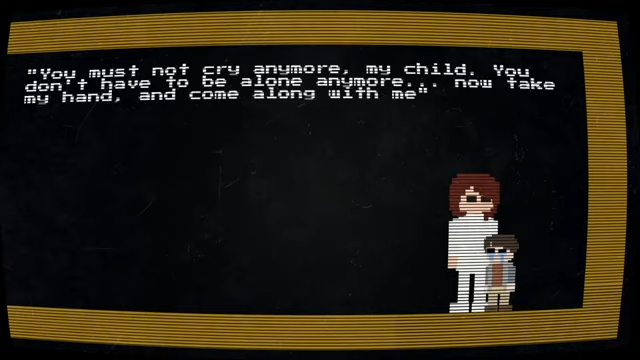 "You must not cry anymore, my child. You
don't have to be alone anymore... now take
my hand, and come along with me"